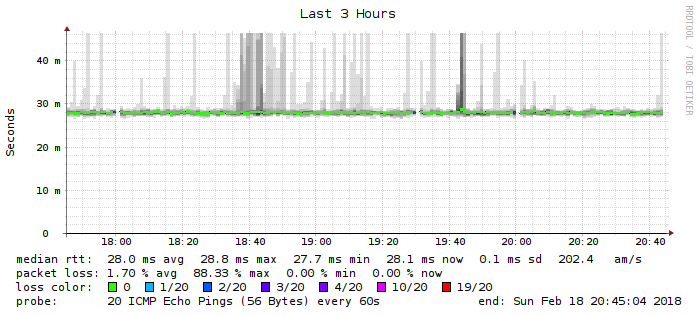 Last 3 Hours
RRDTOOL / TOBI OETIKER
Seconds
40 m
30 m
20 m
10 m
0
18:00 18:20 18:40 19:00 19:20 19:40 20:00 20:20 20:40
median rtt: 28.0 ms avg 28.8 ms max 27.7 ms min 28.1 ms now 0.1 ms sd 202.4 am/s
packet loss: 1.70 % avg 88.33 % max 0.00 % min 0.00 % now
loss color: 0 1/20 2/20 3/20 4/20 10/20 19/20
probe: 20 ICMP Echo Pings (56 Bytes) every 60s end: Sun Feb 18 20:45:04 2018